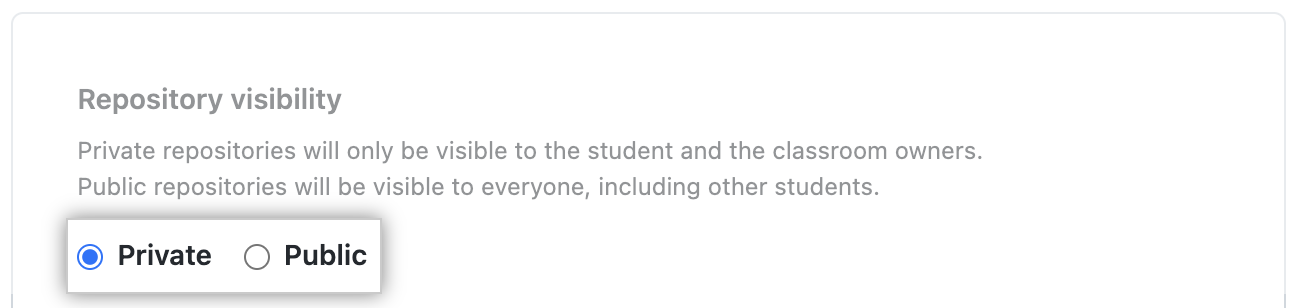 Repository visibility
Private repositories will only be visible to the student and the classroom owners.
Public repositories will be visible to everyone, including other students.
Private Public